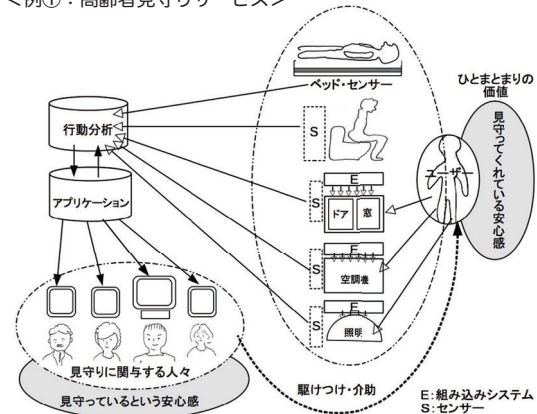 ＜例①：高齢者見守りサービス＞
ベッド・センサー
ひとまとまりの
価値
行動分析
S
見守ってくれている安心感
ユーザー
E
アプリケーション
S
ドア
窓
E
S
空調機
E
S
照明
見守りに関与する人々
駆けつけ・介助
見守っているという安心感
E：組み込みシステム
S：センサー